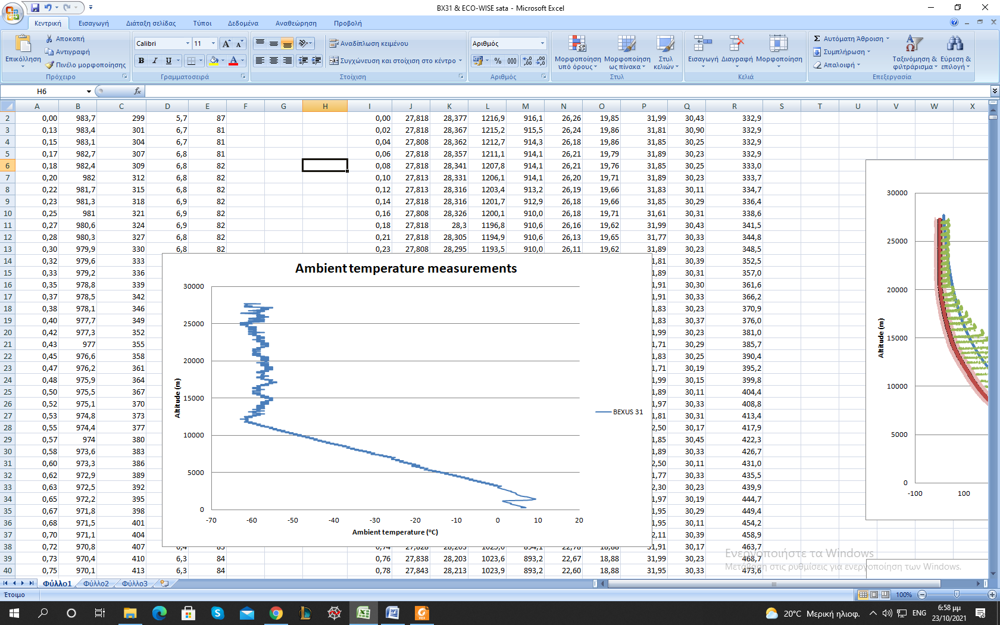 BX31 & ECO-WISE sata - Microsoft Excel
Κεντρική Εισαγωγή Διάταξη σελίδας Τύποι Δεδομένα Αναθεώρηση Προβολή
Επικόλληση Αποκοπή Αντιγραφή Πινέλο μορφοποίησης Πρόχειρο
Calibri 11 B I U Γραμματοσειρά
Αναδίπλωση κειμένου Συγχώνευση και στοίχιση στο κέντρο Στοίχιση
Αριθμός % 000 Αριθμός
Μορφοποίηση υπό όρους Μορφοποίηση ως πίνακα Στυλ κελιών Στυλ
Εισαγωγή Διαγραφή Μορφοποίηση Κελιά
Σ Αυτόματη Άθροιση Συμπλήρωση Απαλοιφή Ταξινόμηση & φιλτράρισμα Εύρεση & επιλογή Επεξεργασία
H6 fx
A B C D E F G H I J K L M N O P Q R S T U V W X
2 0,00 983,7 299 5,7 87 0,00 27,818 28,377 1216,9 916,1 26,26 19,85 31,99 30,43 332,9
3 0,13 983,4 301 6,7 81 0,02 27,818 28,367 1215,2 915,5 26,24 19,86 31,81 30,90 332,9
4 0,15 983,1 304 6,7 81 0,04 27,808 28,362 1212,7 914,3 26,18 19,86 31,85 30,25 332,9
5 0,17 982,7 307 6,8 81 0,06 27,818 28,357 1211,1 914,1 26,21 19,79 31,89 30,23 332,9
6 0,18 982,4 309 6,8 82 0,08 27,818 28,341 1207,8 914,1 26,21 19,76 31,85 30,25 333,0
7 0,20 982 312 6,8 82 0,10 27,813 28,331 1206,1 914,1 26,20 19,71 31,89 30,23 333,7
8 0,22 981,7 315 6,8 82 0,12 27,813 28,316 1203,4 913,2 26,19 19,66 31,83 30,11 334,7
9 0,23 981,3 318 6,9 82 0,14 27,818 28,316 1201,7 912,9 26,18 19,66 31,85 30,29 336,4
10 0,25 981 321 6,9 82 0,16 27,808 28,326 1200,1 910,0 26,18 19,71 31,61 30,31 338,6
11 0,27 980,6 324 6,9 82 0,18 27,818 28,3 1196,8 910,6 26,16 19,62 31,99 30,43 341,5
12 0,28 980,3 327 6,8 82 0,21 27,818 28,305 1194,9 910,6 26,13 19,65 31,77 30,33 344,8
13 0,30 979,9 330 6,8 82 0,23 27,808 28,295 1193,5 910,0 26,11 19,62 31,89 30,23 348,5
14 0,32 979,6 333 1,81 30,39 352,5
15 0,33 979,2 336 1,89 30,31 357,0
16 0,35 978,8 339 1,91 30,30 361,6
17 0,37 978,5 342 1,91 30,33 366,2
18 0,38 978,1 346 1,83 30,23 370,9
19 0,40 977,7 349 1,83 30,37 376,0
20 0,42 977,3 352 1,99 30,23 381,0
21 0,43 977 355 1,71 30,29 385,7
22 0,45 976,6 358 1,83 30,25 390,4
23 0,47 976,2 361 1,71 30,19 395,2
24 0,48 975,9 364 1,99 30,15 399,8
25 0,50 975,5 367 1,89 30,11 404,4
26 0,52 975,1 370 1,97 30,33 408,8
27 0,53 974,8 373 1,81 30,31 413,4
28 0,55 974,4 377 2,50 30,17 417,9
29 0,57 974 380 1,85 30,45 422,3
30 0,58 973,6 383 1,89 30,33 426,7
31 0,60 973,3 386 2,50 30,11 431,0
32 0,62 972,9 389 1,77 30,33 435,5
33 0,63 972,5 392 2,30 30,23 439,9
34 0,65 972,2 395 1,97 30,19 444,7
35 0,67 971,8 398 1,95 30,29 449,4
36 0,68 971,5 401 1,95 30,11 454,2
37 0,70 971,1 404 2,11 30,39 458,9
38 0,72 970,8 407 31,91 30,17 463,7
39 0,73 970,4 410 6,3 84 0,76 27,838 28,203 1023,6 893,2 22,67 18,88 31,99 30,23 468,7
40 0,75 970,1 413 6,3 84 0,78 27,843 28,213 1023,9 893,2 22,60 18,88 31,95 30,33 473,6
Ambient temperature measurements
30000
25000
20000
15000
10000
5000
0
Altitude (m)
-70 -60 -50 -40 -30 -20 -10 0 10 20
Ambient temperature (°C)
BEXUS 31
30000
25000
20000
15000
10000
5000
0
Altitude (m)
-100 100
Ενεργοποιήστε τα Windows
Μετάβαση στις ρυθμίσεις για ενεργοποίηση των Windows.
Φύλλο1 Φύλλο2 Φύλλο3
Έτοιμο 100%
20°C Μερική ηλιοφ. ENG 6:58 μμ
23/10/2021